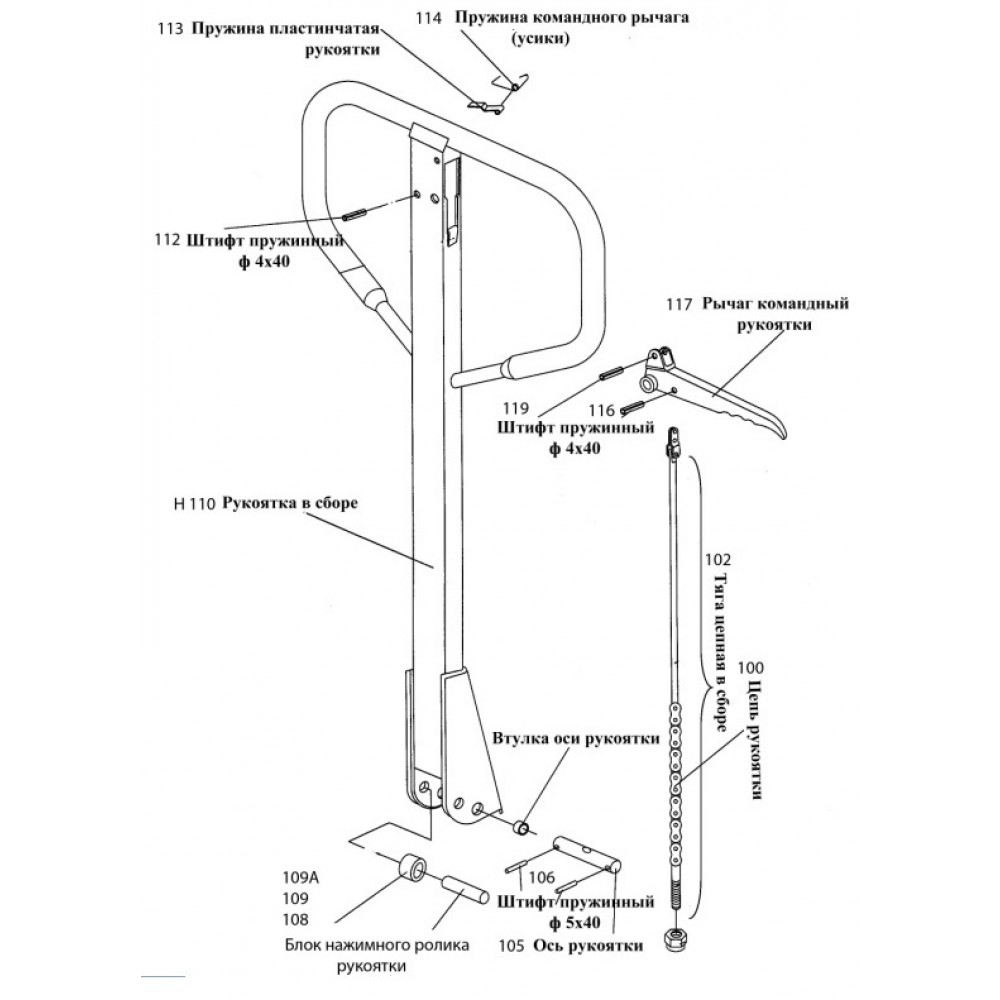 114 Пружина командного рычага
(усики)
113 Пружина пластинчатая
рукоятки
112 Штифт пружинный
ф 4х40
117 Рычаг командный
рукоятки
119 116
Штифт пружинный
ф 4х40
Н 110 Рукоятка в сборе
102
Тяга цепная в сборе
100
Цепь рукоятки
Втулка оси рукоятки
106
Штифт пружинный
ф 5х40
105 Ось рукоятки
109А
109
108
Блок нажимного ролика
рукоятки